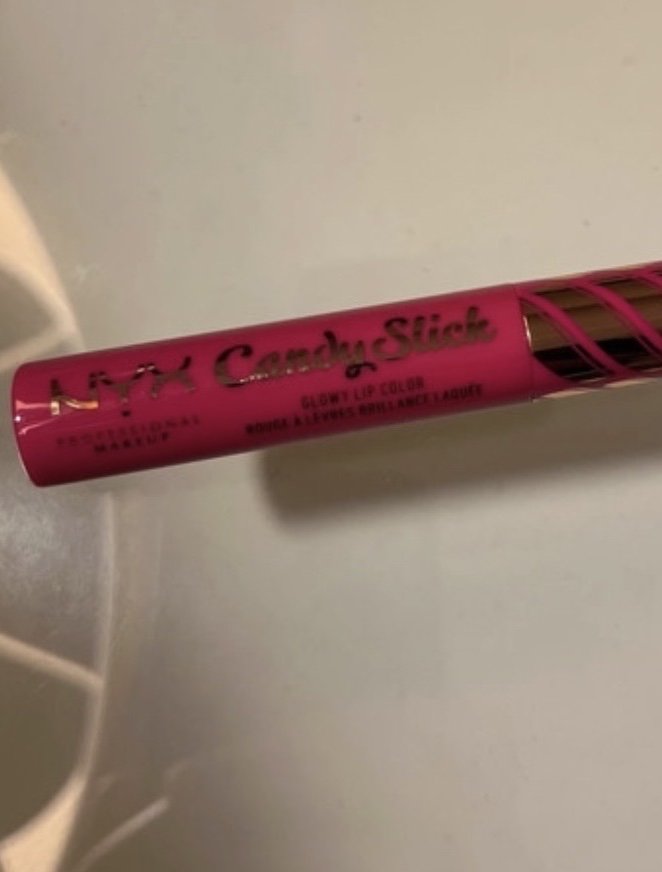 NYX
PROFESSIONAL
MAKEUP
Candy Slick
GLOWY LIP COLOR
ROUGE À LÈVRES BRILLANCE LAQUÉE